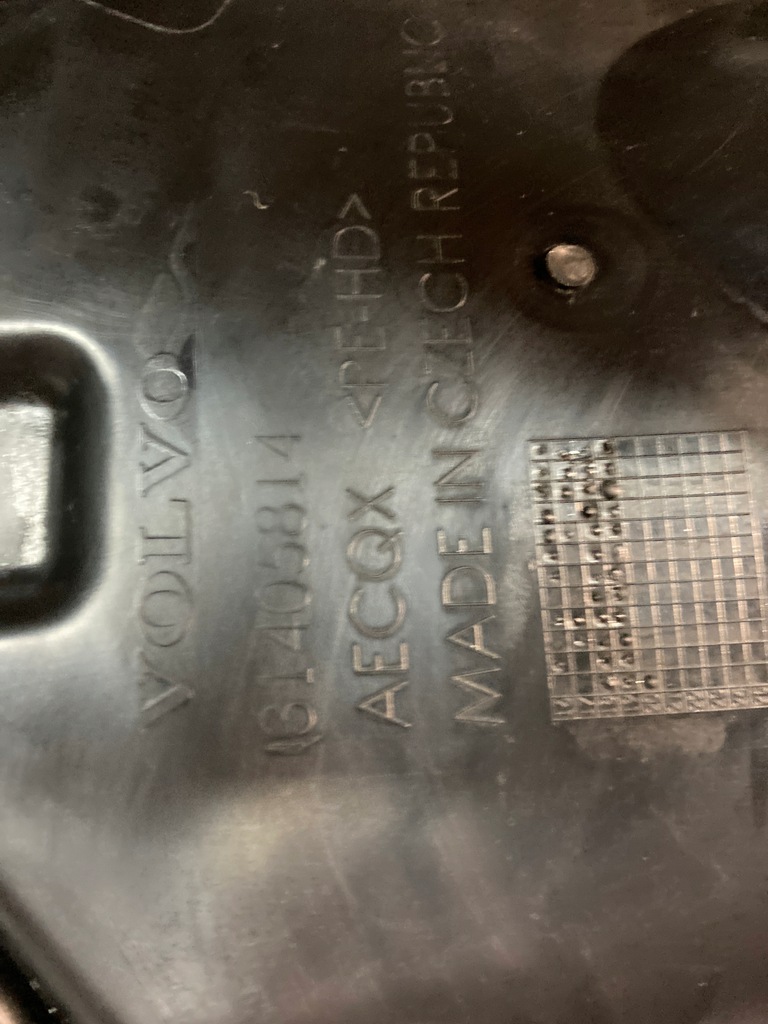 VOLVO
31405814
AECQX <PE-HD>
MADE IN CZECH REPUBLIC